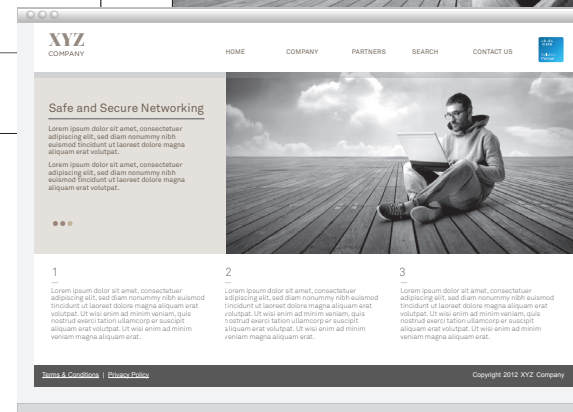 XYZ
COMPANY
HOME
COMPANY
PARTNERS
SEARCH
CONTACT US
Safe and Secure Networking
Lorem ipsum dolor sit amet, consectetuer
adipiscing elit, sed diam nonummy nibh
euismod tincidunt ut laoreet dolore magna
aliquam erat volutpat.
Lorem ipsum dolor sit amet, consectetuer
adipiscing elit, sed diam nonummy nibh
euismod tincidunt ut laoreet dolore magna
aliquam erat volutpat.
1
Lorem ipsum dolor sit amet, consectetuer
adipiscing elit, sed diam nonummy nibh euismod
tincidunt ut laoreet dolore magna aliquam erat
volutpat. Ut wisi enim ad minim veniam, quis
nostrud exerci tation ullamcorp er suscipit
aliquam erat volutpat. Ut wisi enim ad minim
veniam magna aliquam erat.
2
Lorem ipsum dolor sit amet, consectetuer
adipiscing elit, sed diam nonummy nibh euismod
tincidunt ut laoreet dolore magna aliquam erat
volutpat. Ut wisi enim ad minim veniam, quis
nostrud exerci tation ullamcorp er suscipit
aliquam erat volutpat. Ut wisi enim ad minim
veniam magna aliquam erat.
3
Lorem ipsum dolor sit amet, consectetuer
adipiscing elit, sed diam nonummy nibh euismod
tincidunt ut laoreet dolore magna aliquam erat
volutpat. Ut wisi enim ad minim veniam, quis
nostrud exerci tation ullamcorp er suscipit
aliquam erat volutpat. Ut wisi enim ad minim
veniam magna aliquam erat.
Terms & Conditions | Privacy Policy
Copyright 2012 XYZ Company